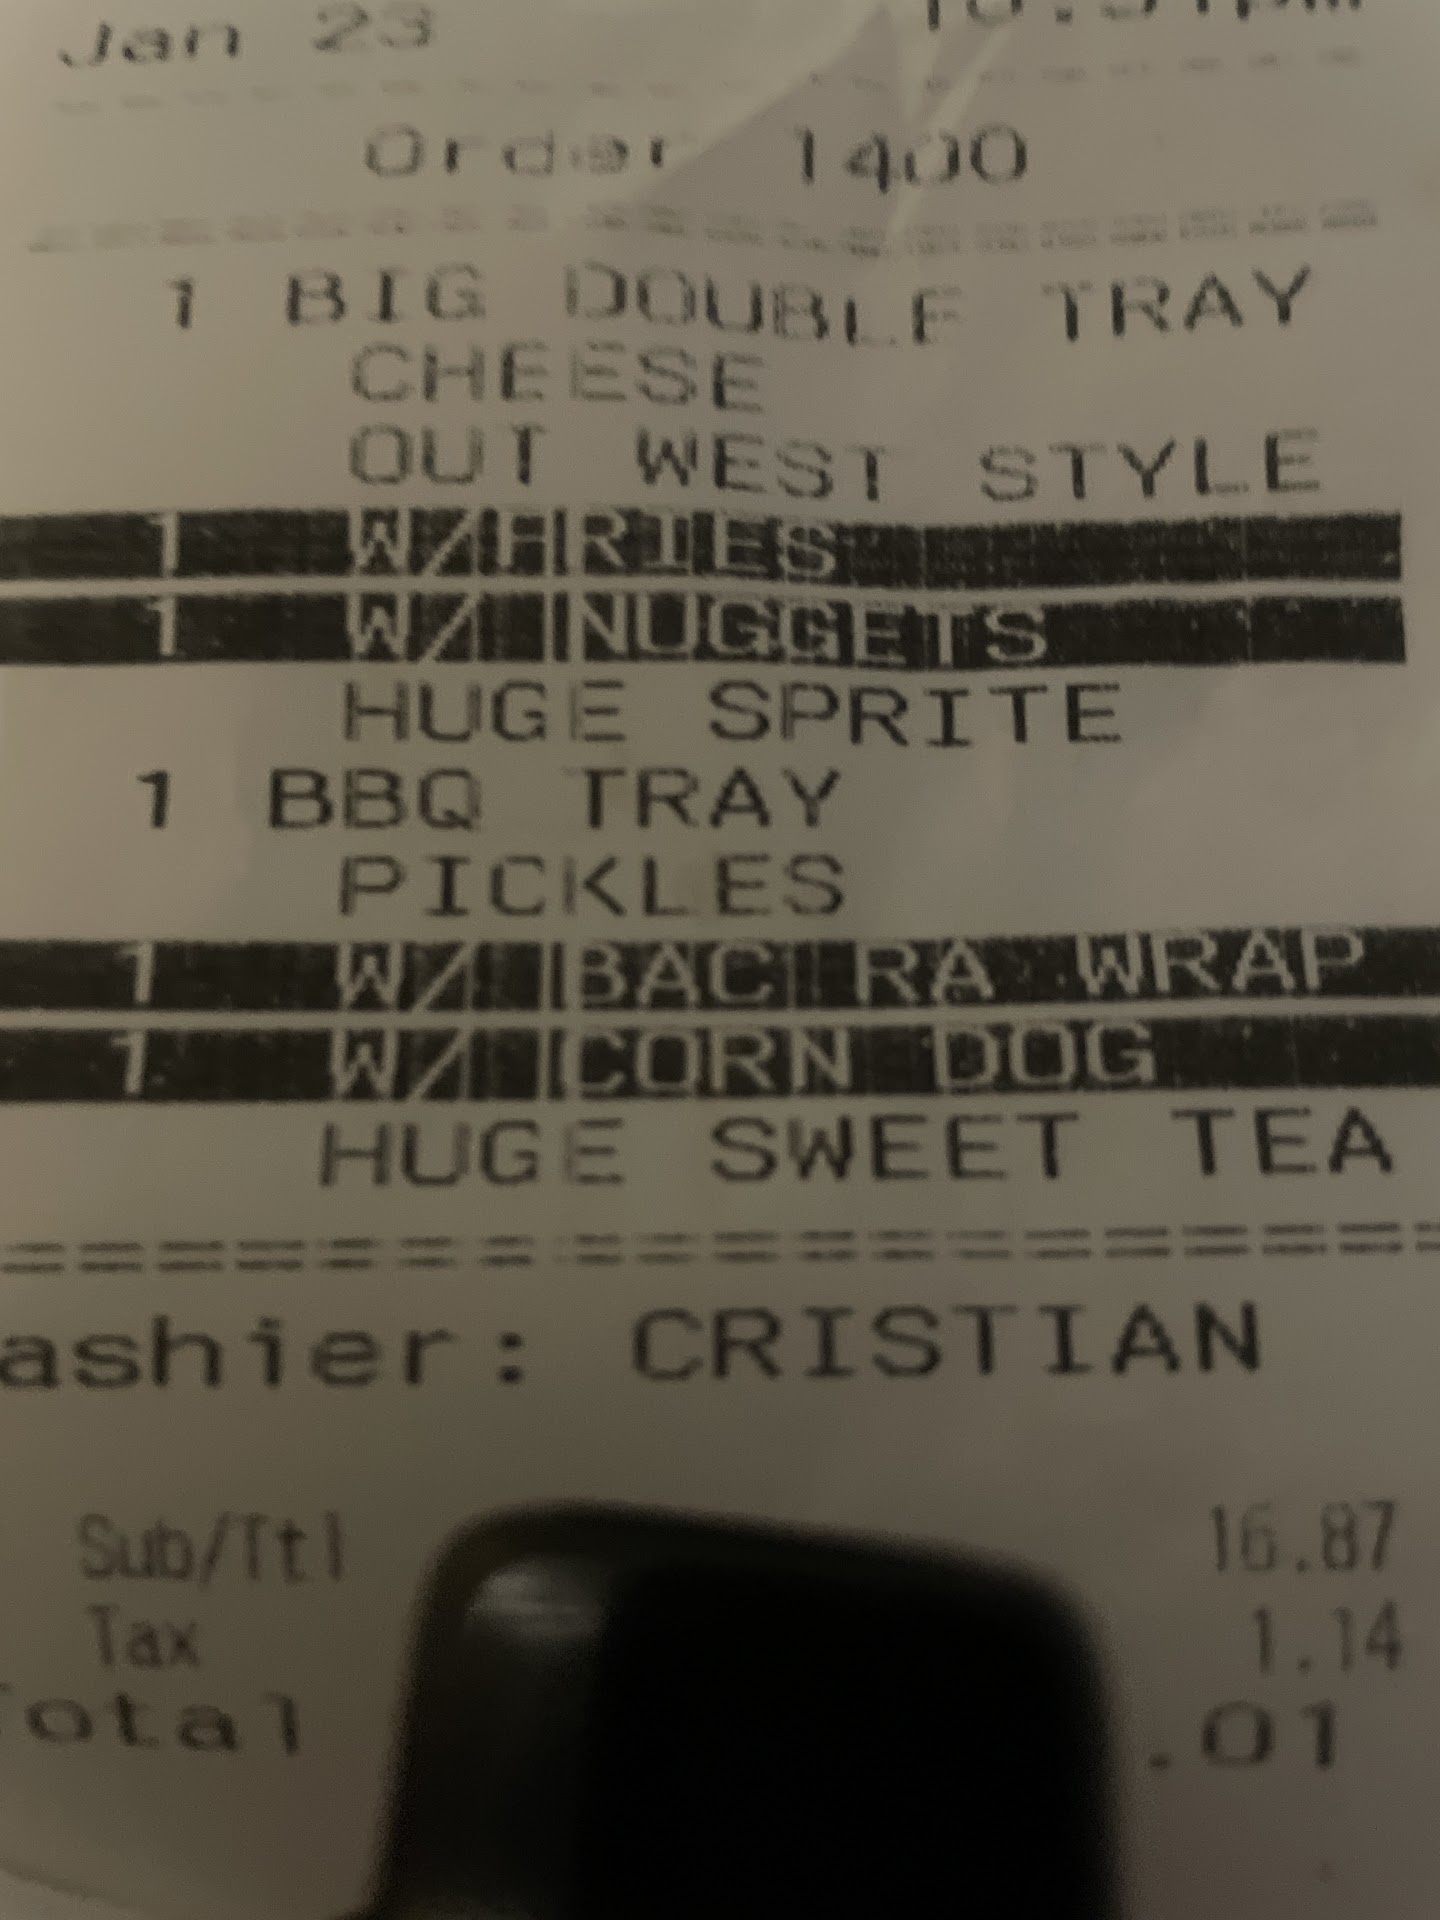 Jan 23
Order 1400
1 BIG DOUBLE TRAY
CHEESE
OUT WEST STYLE
1 W/FRIES
1 W/ NUGGETS
HUGE SPRITE
1 BBQ TRAY
PICKLES
1 W/ BAC RA WRAP
1 W/ CORN DOG
HUGE SWEET TEA
ashier: CRISTIAN
Sub/Ttl 16.87
Tax 1.14
otal .01